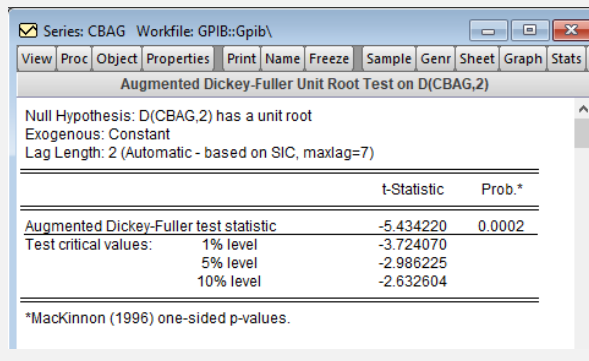 Series: CBAG Workfile: GPIB::Gpib\
View Proc Object Properties Print Name Freeze Sample Genr Sheet Graph Stats
Augmented Dickey-Fuller Unit Root Test on D(CBAG,2)
Null Hypothesis: D(CBAG,2) has a unit root
Exogenous: Constant
Lag Length: 2 (Automatic - based on SIC, maxlag=7)
t-Statistic Prob.*
Augmented Dickey-Fuller test statistic -5.434220 0.0002
Test critical values: 1% level -3.724070
5% level -2.986225
10% level -2.632604
*MacKinnon (1996) one-sided p-values.